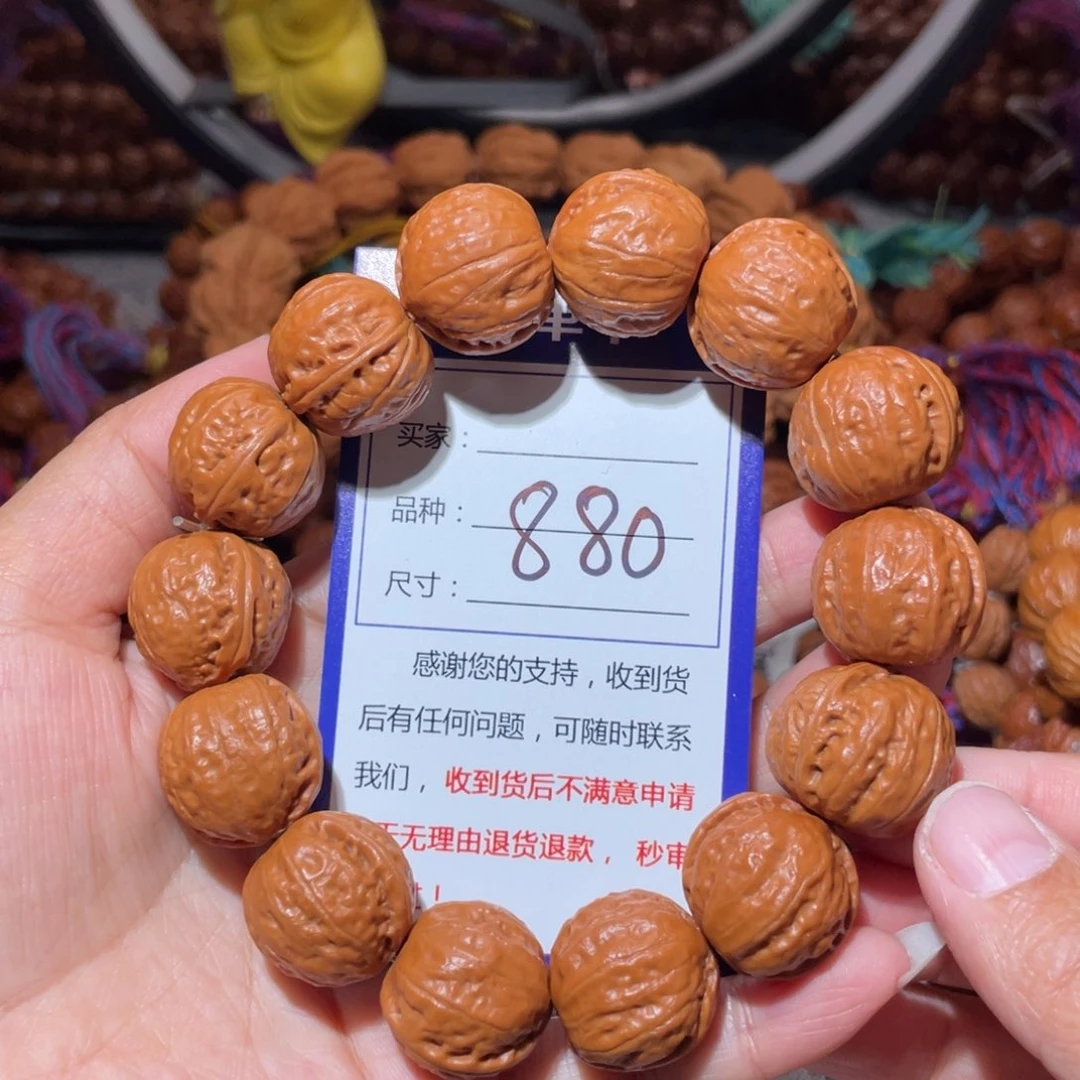 买家：
品种：
880
尺寸：
感谢您的支持，收到货
后有任何问题，可随时联系
我们，收到货后不满意申请
无理由退货退款，秒审
！